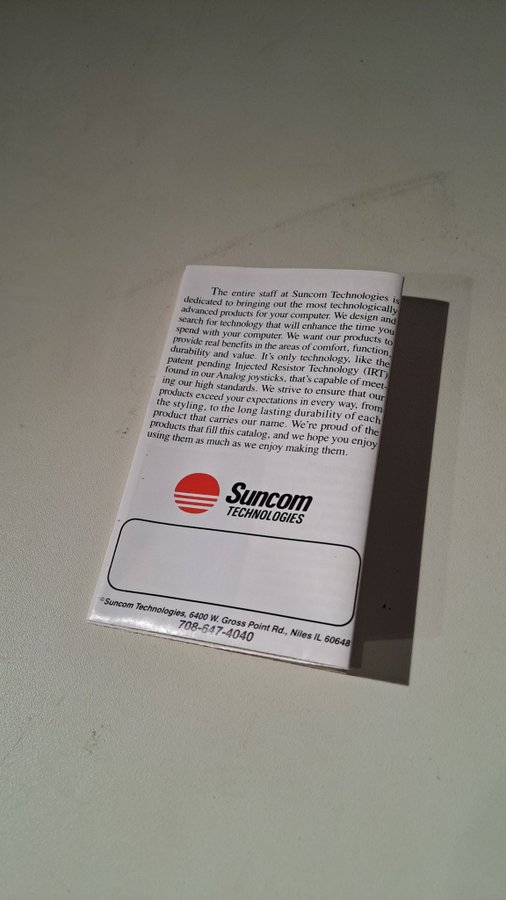 The entire staff at Suncom Technologies is
dedicated to bringing out the most technologically
advanced products for your computer. We design and
search for technology that will enhance the time you
spend with your computer. We want our products to
provide real benefits in the areas of comfort, function,
durability and value. It's only technology, like the
patent pending Injected Resistor Technology (IRT)
found in our Analog joysticks, that's capable of meet-
ing our high standards. We strive to ensure that our
products exceed your expectations in every way, from
the styling, to the long lasting durability of each
product that carries our name. We're proud of the
products that fill this catalog, and we hope you enjoy
using them as much as we enjoy making them.
Suncom
TECHNOLOGIES
©Suncom Technologies, 6400 W. Gross Point Rd., Niles IL 60648
708-647-4040